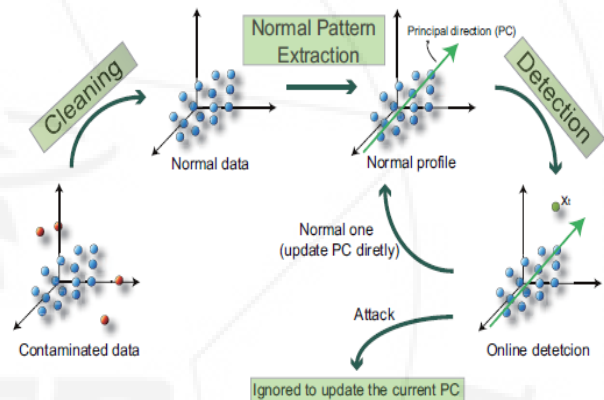 Cleaning
Normal Pattern
Extraction
Principal direction (PC)
Detection
Normal data
Normal profile
Xt
Normal one
(update PC diretly)
Attack
Contaminated data
Online detetcion
Ignored to update the current PC